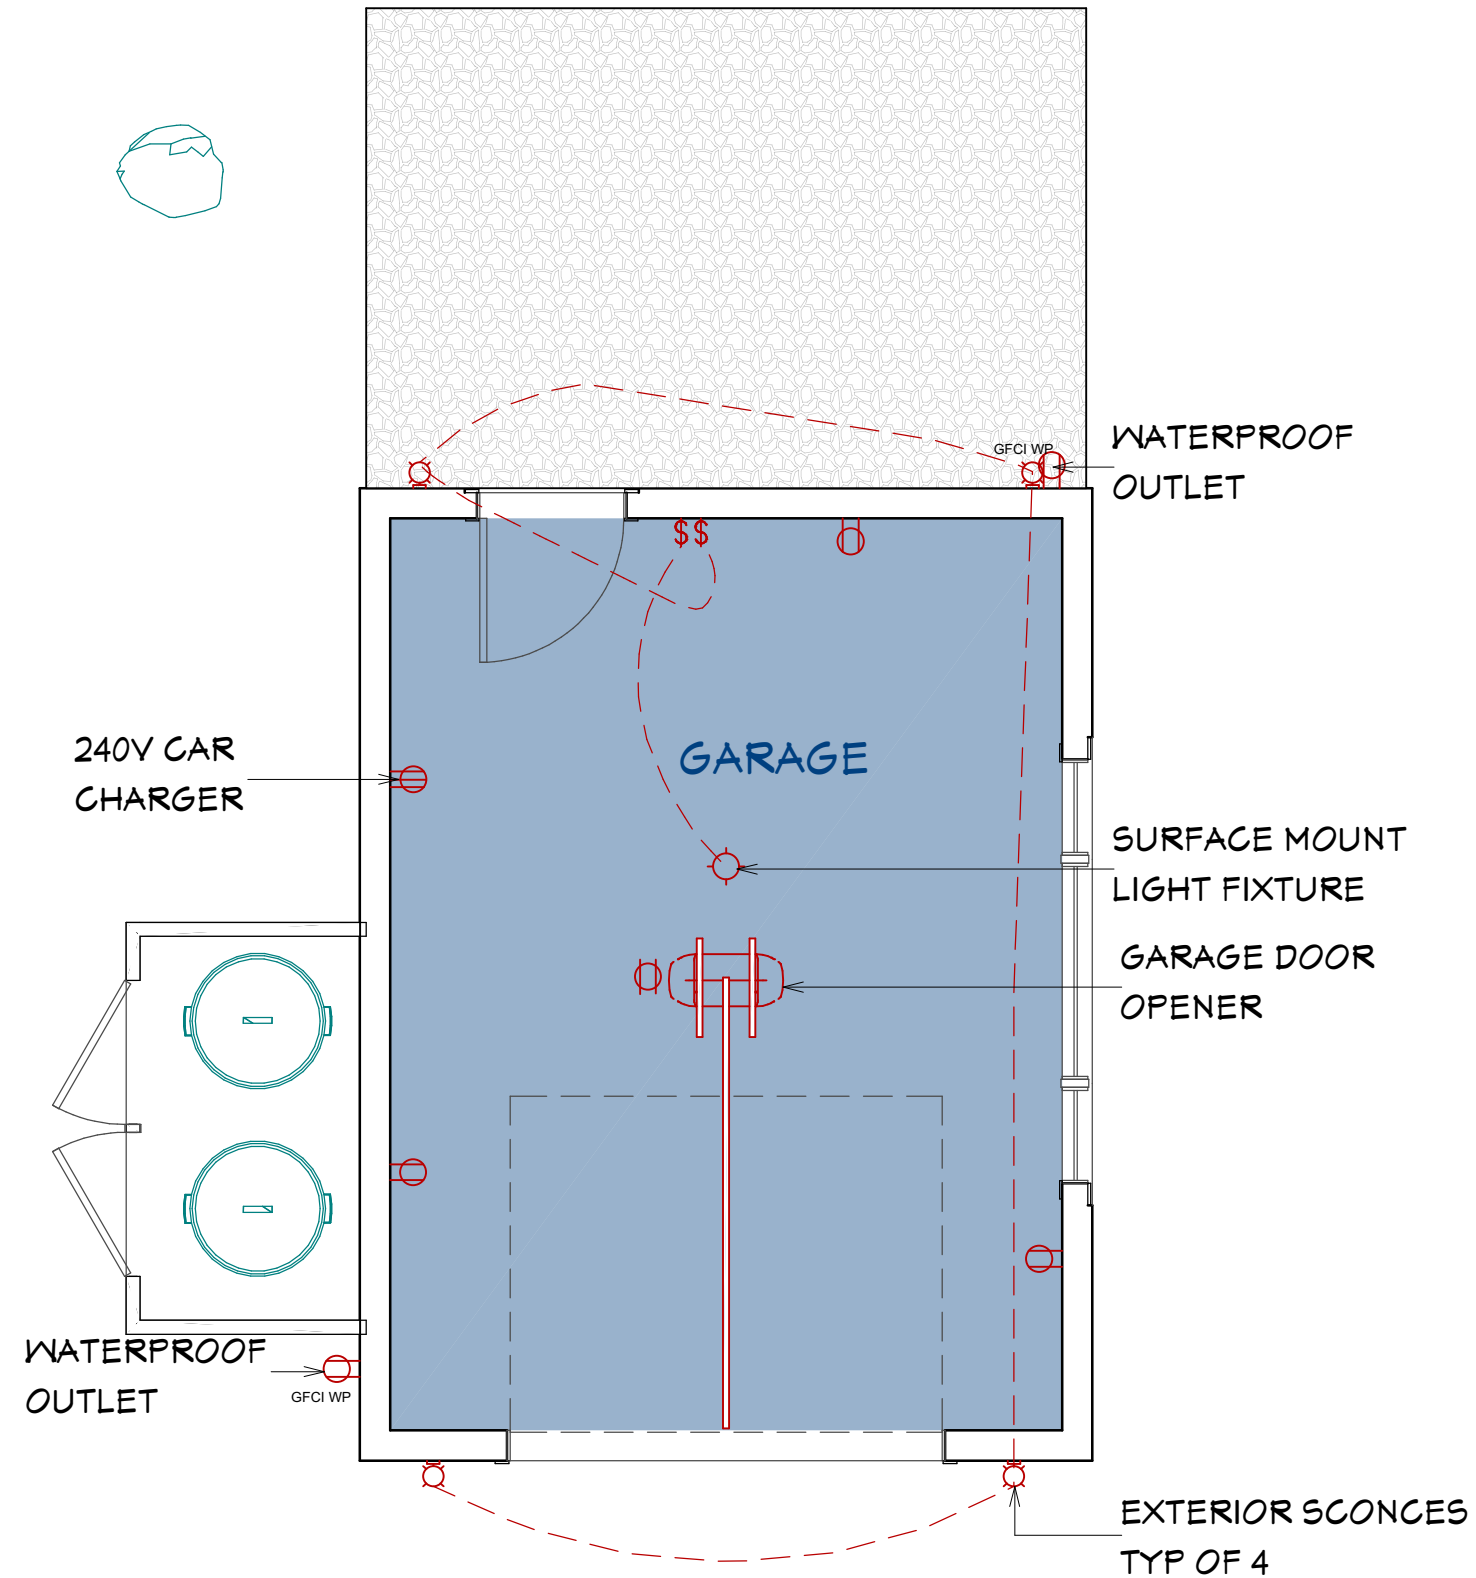 GFCI WP
WATERPROOF
OUTLET
$$
240V CAR
CHARGER
GARAGE
SURFACE MOUNT
LIGHT FIXTURE
GARAGE DOOR
OPENER
WATERPROOF
OUTLET
GFCI WP
EXTERIOR SCONCES
TYP OF 4